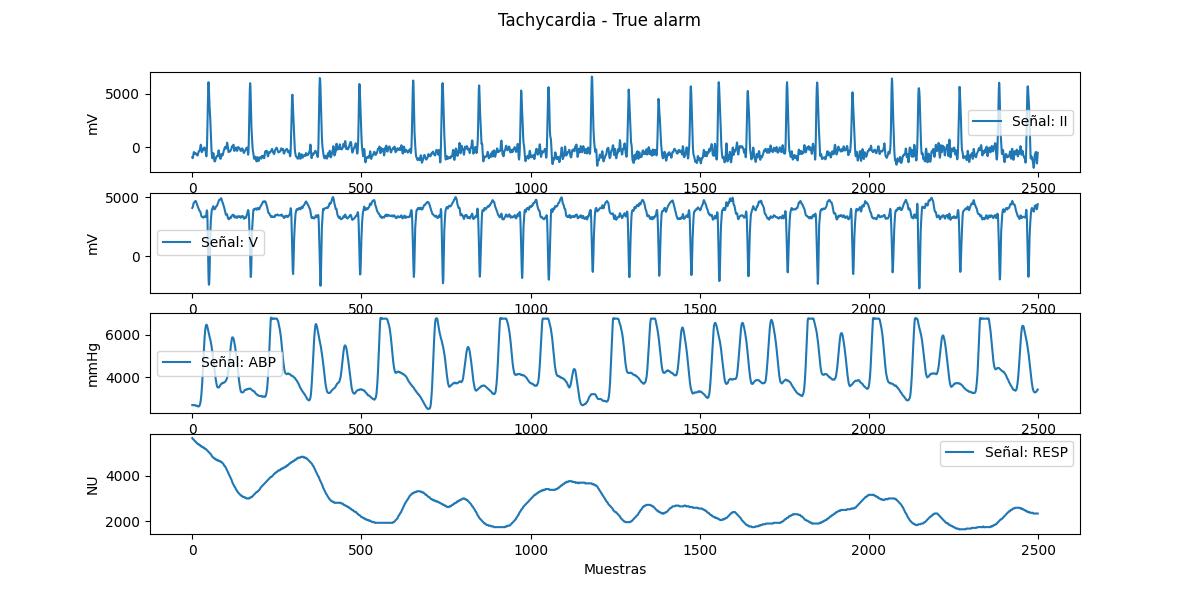 Tachycardia - True alarm
5000
0
mV
Señal: II
0 500 1000 1500 2000 2500
5000
0
mV
Señal: V
0 500 1000 1500 2000 2500
6000
4000
mmHg
Señal: ABP
0 500 1000 1500 2000 2500
4000
2000
NU
Señal: RESP
0 500 1000 1500 2000 2500
Muestras